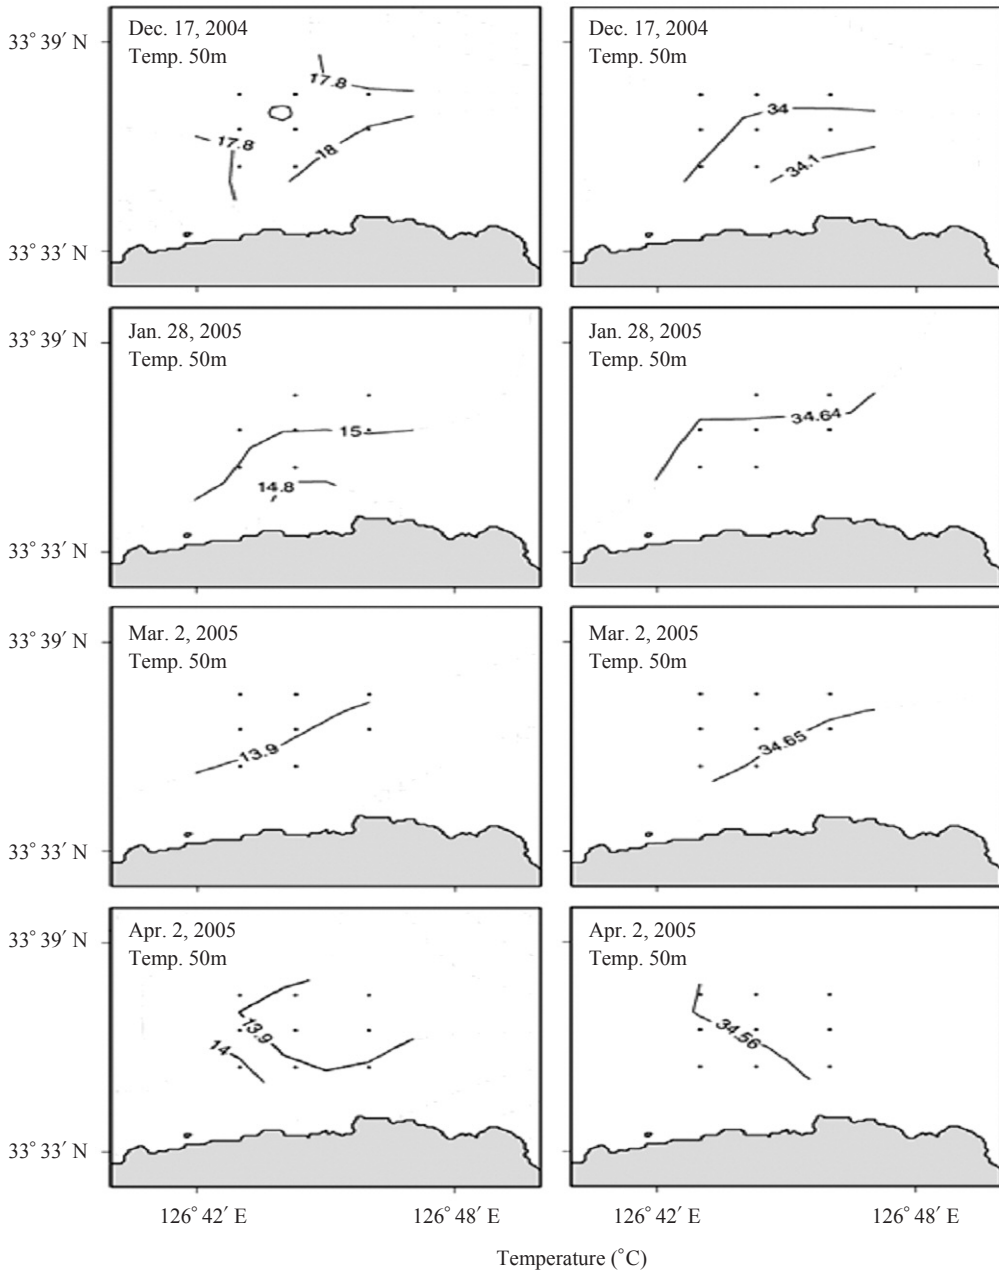 Dec. 17, 2004
Temp. 50m
33° 39′ N
17.8
17.8
18
33° 33′ N
Dec. 17, 2004
Temp. 50m
34
34.1
Jan. 28, 2005
Temp. 50m
33° 39′ N
15
14.8
33° 33′ N
Jan. 28, 2005
Temp. 50m
34.64
Mar. 2, 2005
Temp. 50m
33° 39′ N
13.9
33° 33′ N
Mar. 2, 2005
Temp. 50m
34.65
Apr. 2, 2005
Temp. 50m
33° 39′ N
13.9
14
33° 33′ N
Apr. 2, 2005
Temp. 50m
34.56
126° 42′ E
126° 48′ E
126° 42′ E
126° 48′ E
Temperature (°C)